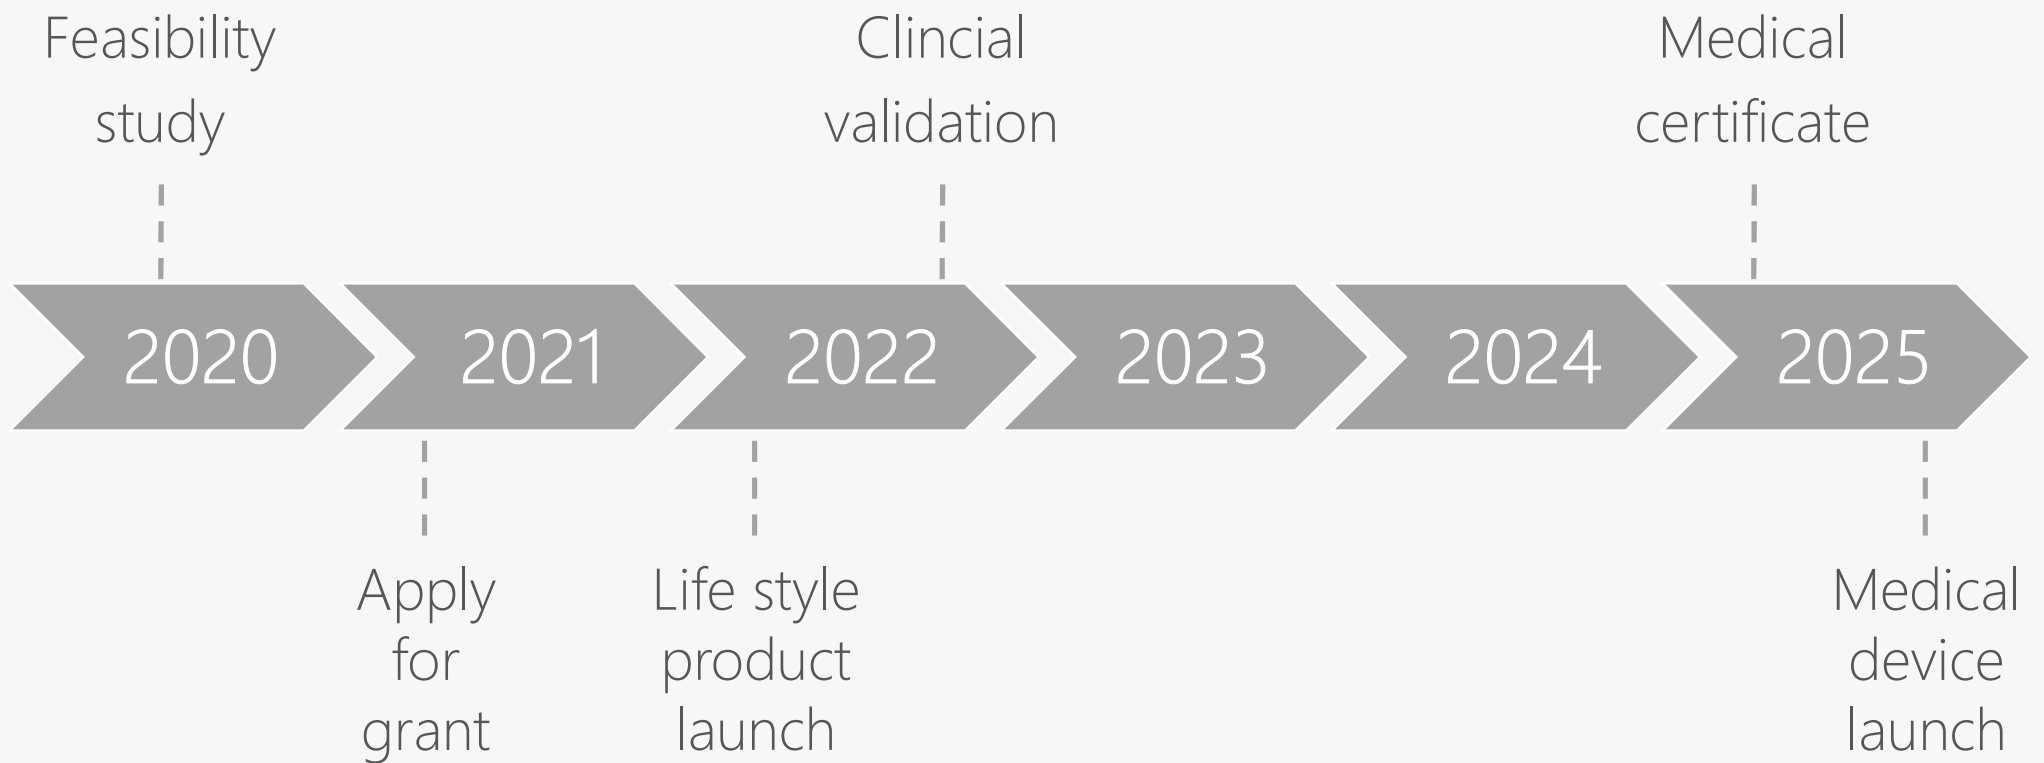 Feasibility
study
Clincial
validation
Medical
certificate
2020
2021
2022
2023
2024
2025
Apply
for
grant
Life style
product
launch
Medical
device
launch